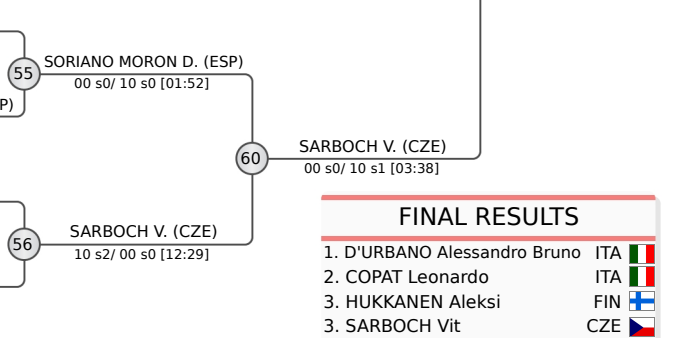 SORIANO MORON D. (ESP)
55
00 s0/ 10 s0 [01:52]
P)
SARBOCH V. (CZE)
60
00 s0/ 10 s1 [03:38]
SARBOCH V. (CZE)
56
10 s2/ 00 s0 [12:29]
FINAL RESULTS
1. D'URBANO Alessandro Bruno ITA
2. COPAT Leonardo ITA
3. HUKKANEN Aleksi FIN
3. SARBOCH Vit CZE